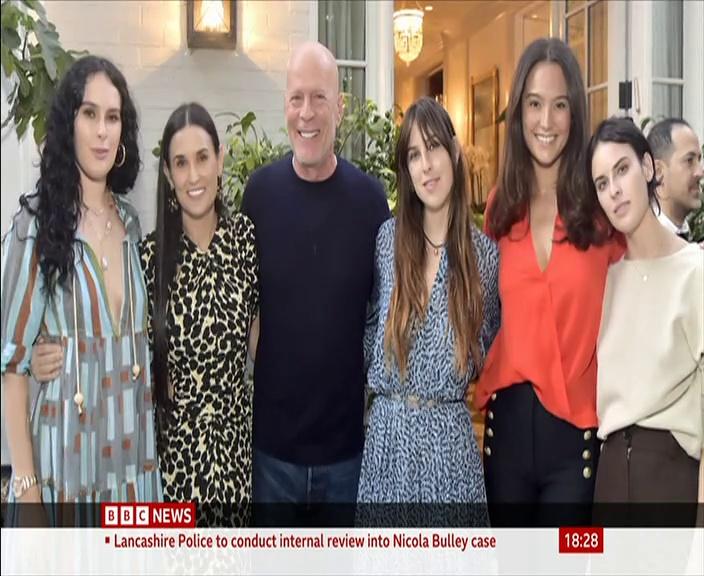 BBC NEWS
▪ Lancashire Police to conduct internal review into Nicola Bulley case
18:28